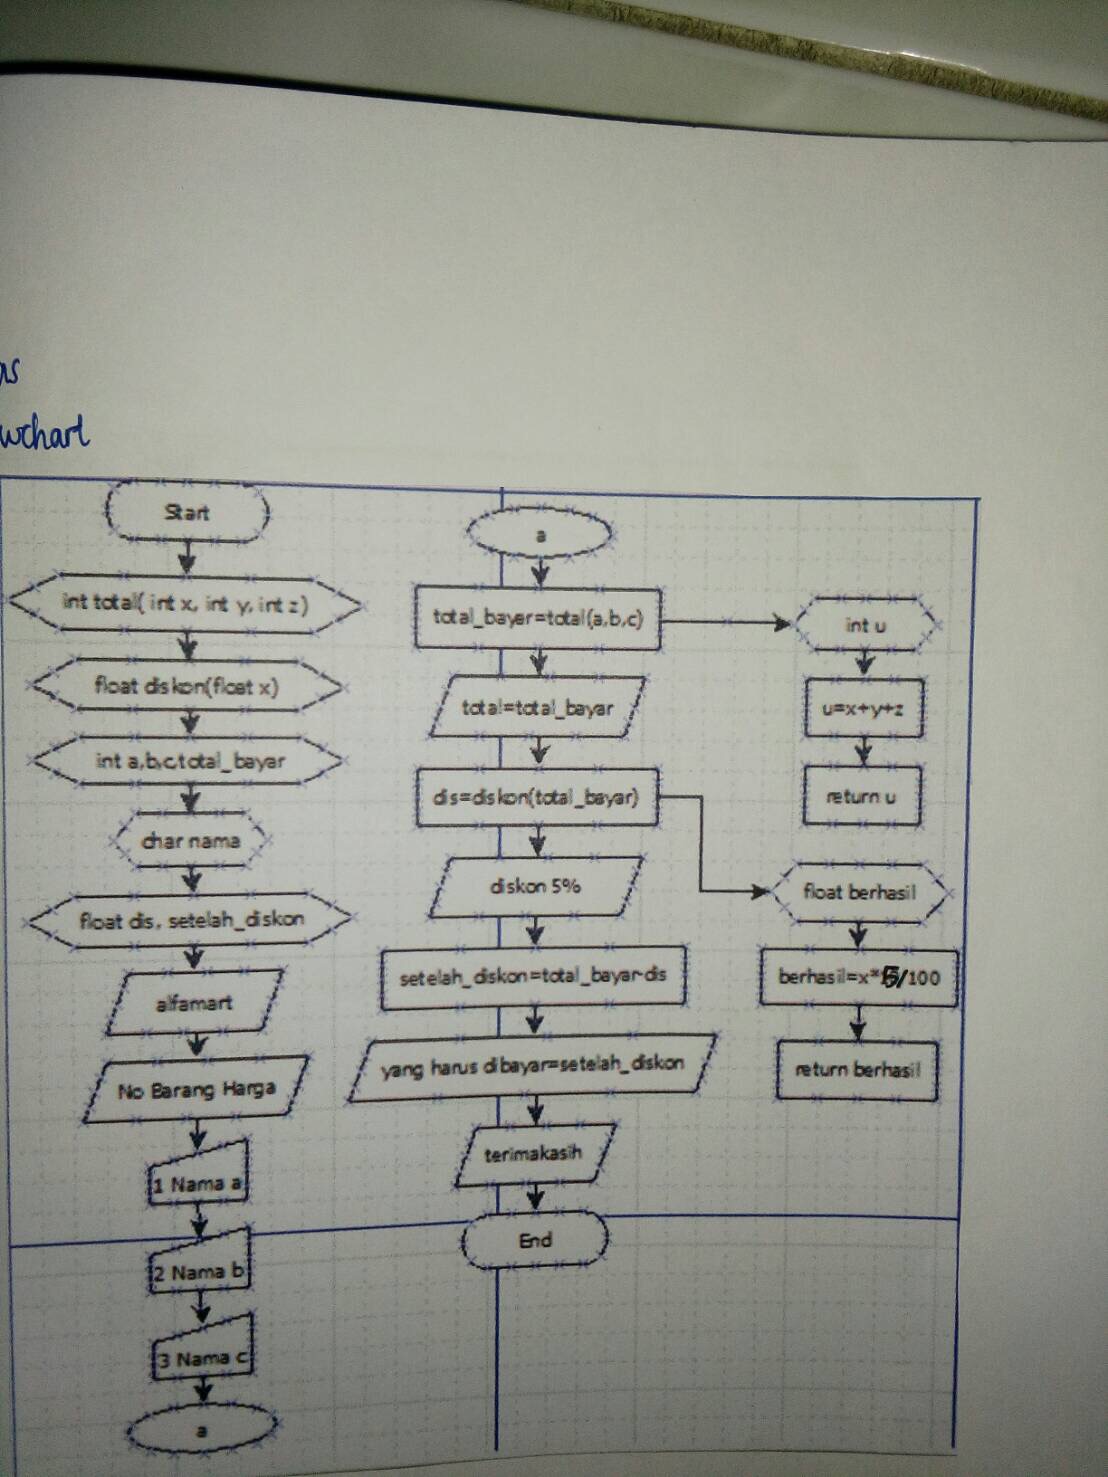 wchart
Start
int total( int x, int y, int z)
float diskon(float x)
int a,b,c,total_bayar
char nama
float dis, setelah_diskon
alfamart
No Barang Harga
1 Nama a
2 Nama b
3 Nama c
a
a
total_bayar=total(a,b,c)
total=total_bayar
dis=diskon(total_bayar)
diskon 5%
setelah_diskon=total_bayar-dis
yang harus dibayar=setelah_diskon
terimakasih
End
int u
u=x+y+z
return u
float berhasil
berhasil=x*5/100
return berhasil